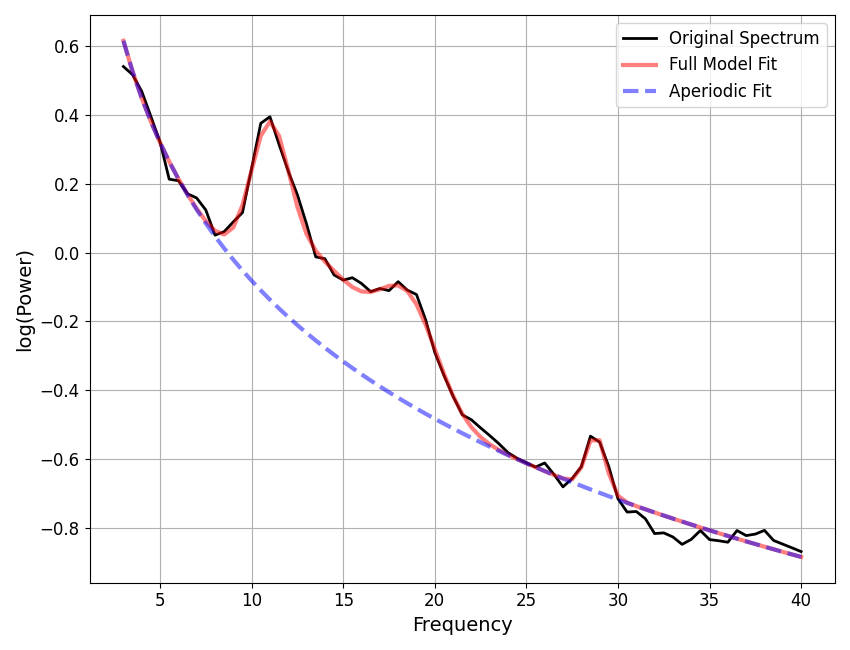 Original Spectrum
Full Model Fit
Aperiodic Fit
log(Power)
0.6
0.4
0.2
0.0
−0.2
−0.4
−0.6
−0.8
5 10 15 20 25 30 35 40
Frequency